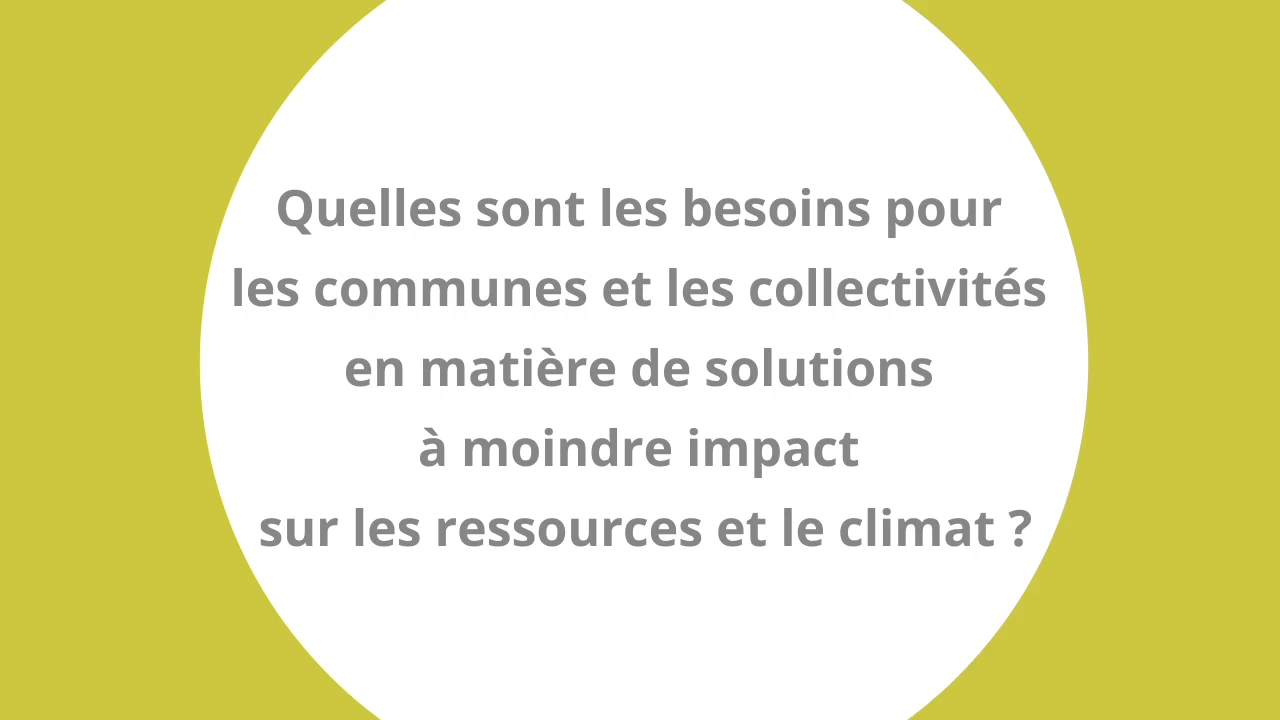 Quelles sont les besoins pour
les communes et les collectivités
en matière de solutions
à moindre impact
sur les ressources et le climat ?